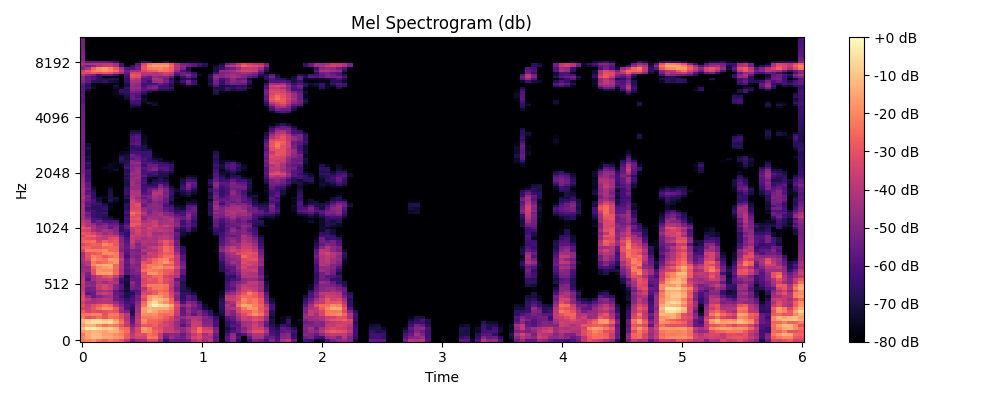 Mel Spectrogram (db)
Hz
8192
4096
2048
1024
512
0
0 1 2 3 4 5 6
Time
+0 dB
-10 dB
-20 dB
-30 dB
-40 dB
-50 dB
-60 dB
-70 dB
-80 dB